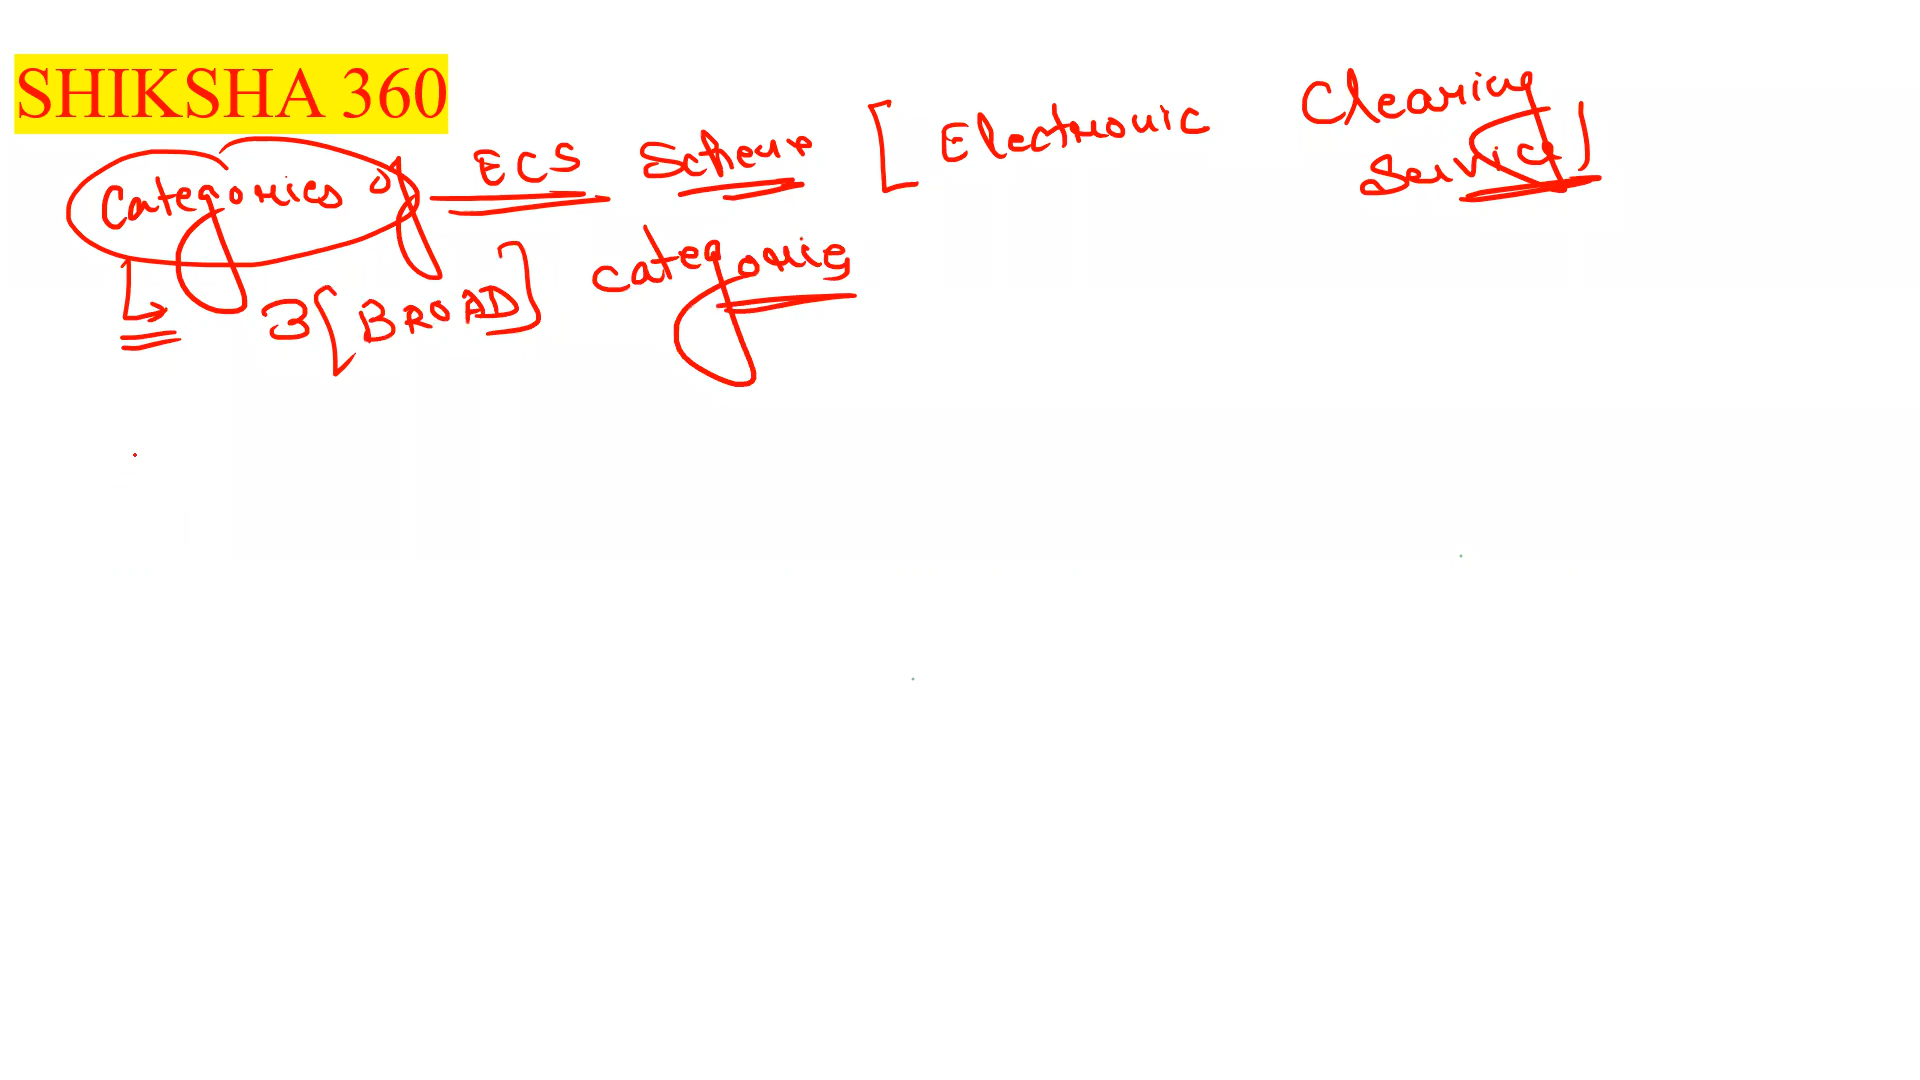 SHIKSHA 360
Categories of ECS Scheme [Electronic Clearing
Service]
3 [BROAD] categories